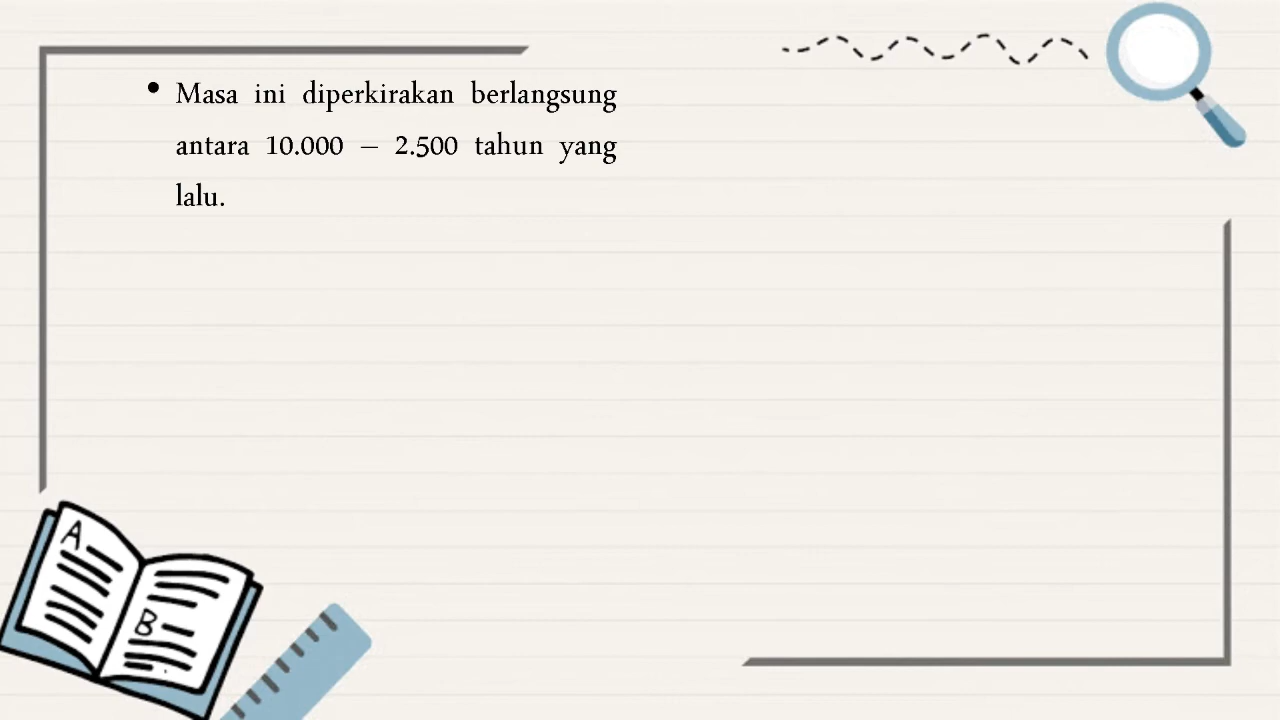 • Masa ini diperkirakan berlangsung
antara 10.000 – 2.500 tahun yang
lalu.
A
B